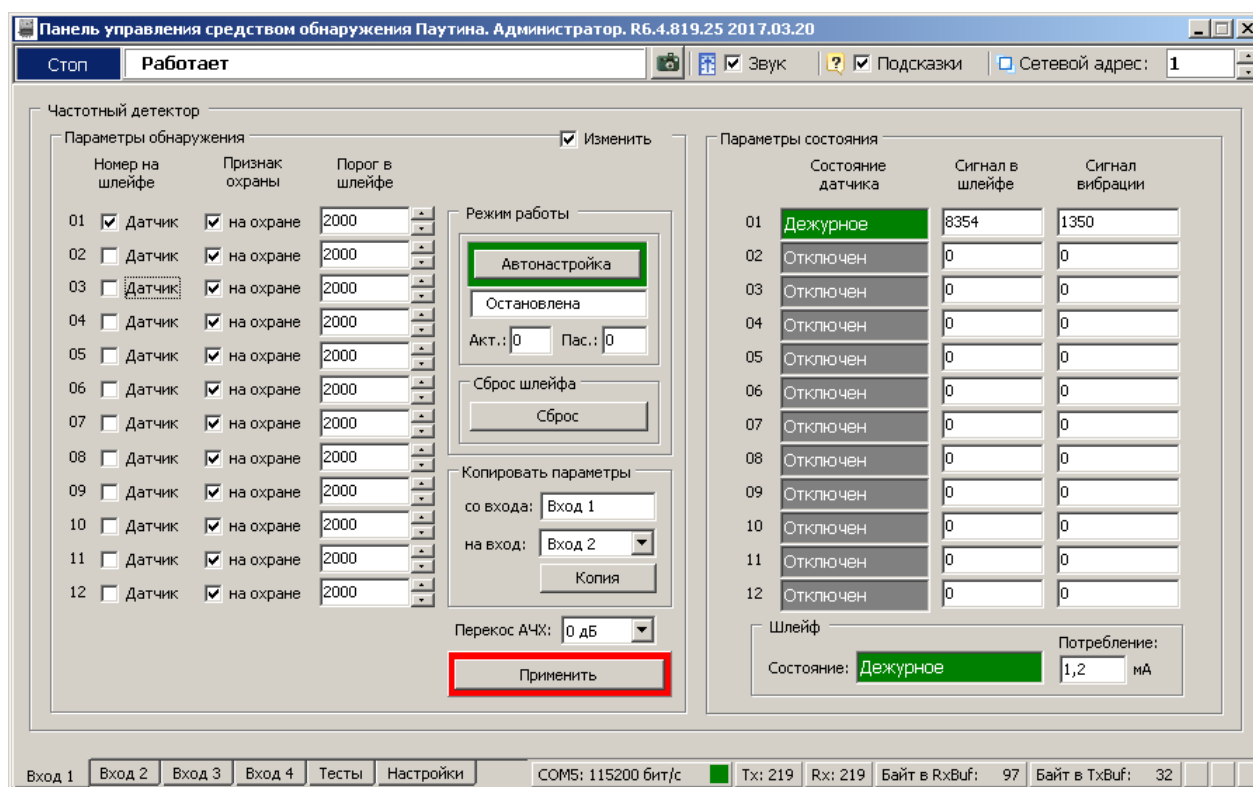 Панель управления средством обнаружения Паутина. Администратор. R6.4.819.25 2017.03.20
Стоп Работает Звук Подсказки Сетевой адрес: 1
Частотный детектор
Параметры обнаружения Изменить Параметры состояния
Номер на шлейфе Признак охраны Порог в шлейфе Состояние датчика Сигнал в шлейфе Сигнал вибрации
01 Датчик на охране 2000
02 Датчик на охране 2000
03 Датчик на охране 2000
04 Датчик на охране 2000
05 Датчик на охране 2000
06 Датчик на охране 2000
07 Датчик на охране 2000
08 Датчик на охране 2000
09 Датчик на охране 2000
10 Датчик на охране 2000
11 Датчик на охране 2000
12 Датчик на охране 2000
Режим работы
Автонастройка
Остановлена
Акт.: 0 Пас.: 0
Сброс шлейфа
Сброс
Копировать параметры
со входа: Вход 1
на вход: Вход 2
Копия
Перекос АЧХ: 0 дБ
Применить
01 Дежурное 8354 1350
02 Отключен 0 0
03 Отключен 0 0
04 Отключен 0 0
05 Отключен 0 0
06 Отключен 0 0
07 Отключен 0 0
08 Отключен 0 0
09 Отключен 0 0
10 Отключен 0 0
11 Отключен 0 0
12 Отключен 0 0
Шлейф
Потребление:
Состояние: Дежурное 1,2 мА
Вход 1 Вход 2 Вход 3 Вход 4 Тесты Настройки COM5: 115200 бит/с Tx: 219 Rx: 219 Байт в RxBuf: 97 Байт в TxBuf: 32